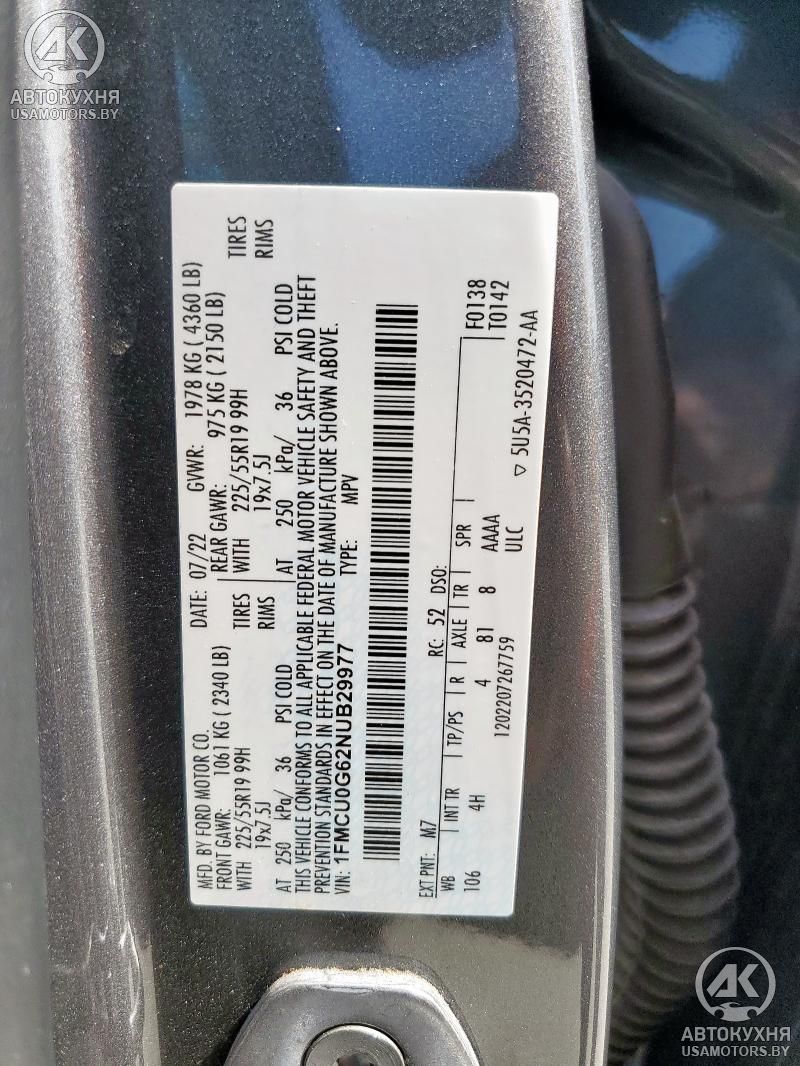 AK
АВТОКУХНЯ
USAMOTORS.BY
MFD. BY FORD MOTOR CO. DATE: 07/22 GVWR: 1978 KG ( 4360 LB)
FRONT GAWR: 1061 KG ( 2340 LB) REAR GAWR: 975 KG ( 2150 LB)
WITH 225/55R19 99H TIRES WITH 225/55R19 99H TIRES
19x7.5J RIMS 19x7.5J RIMS
AT 250 kPa/ 36 PSI COLD AT 250 kPa/ 36 PSI COLD
THIS VEHICLE CONFORMS TO ALL APPLICABLE FEDERAL MOTOR VEHICLE SAFETY AND THEFT
PREVENTION STANDARDS IN EFFECT ON THE DATE OF MANUFACTURE SHOWN ABOVE.
VIN: 1FMCU0G62NUB29977 TYPE: MPV
EXT PNT: M7 RC: 52 DSO: F0138
WB INT TR TP/PS R AXLE TR SPR T0142
106 4H 4 81 8 AAAA
1202207267759 ULC ▽ 5U5A-3520472-AA
AK
АВТОКУХНЯ
USAMOTORS.BY